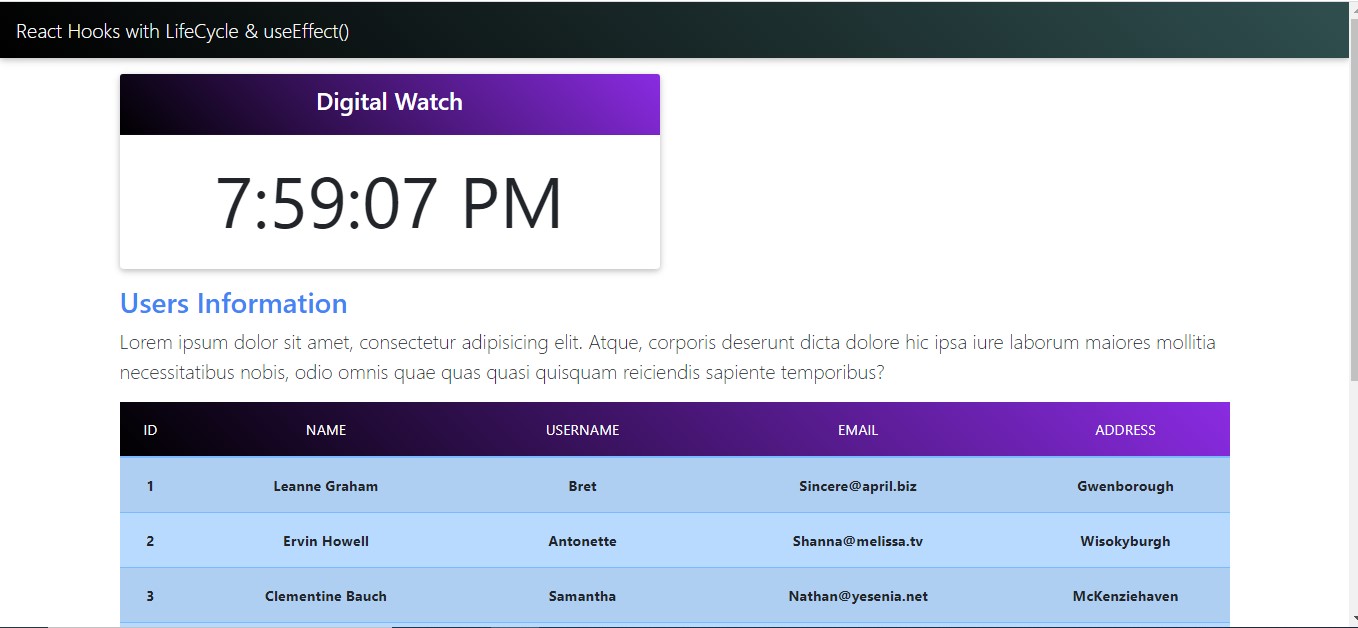 React Hooks with LifeCycle & useEffect()
Digital Watch
7:59:07 PM
Users Information
Lorem ipsum dolor sit amet, consectetur adipisicing elit. Atque, corporis deserunt dicta dolore hic ipsa iure laborum maiores mollitia
necessitatibus nobis, odio omnis quae quas quasi quisquam reiciendis sapiente temporibus?
ID NAME USERNAME EMAIL ADDRESS
1 Leanne Graham Bret Sincere@april.biz Gwenborough
2 Ervin Howell Antonette Shanna@melissa.tv Wisokyburgh
3 Clementine Bauch Samantha Nathan@yesenia.net McKenziehaven